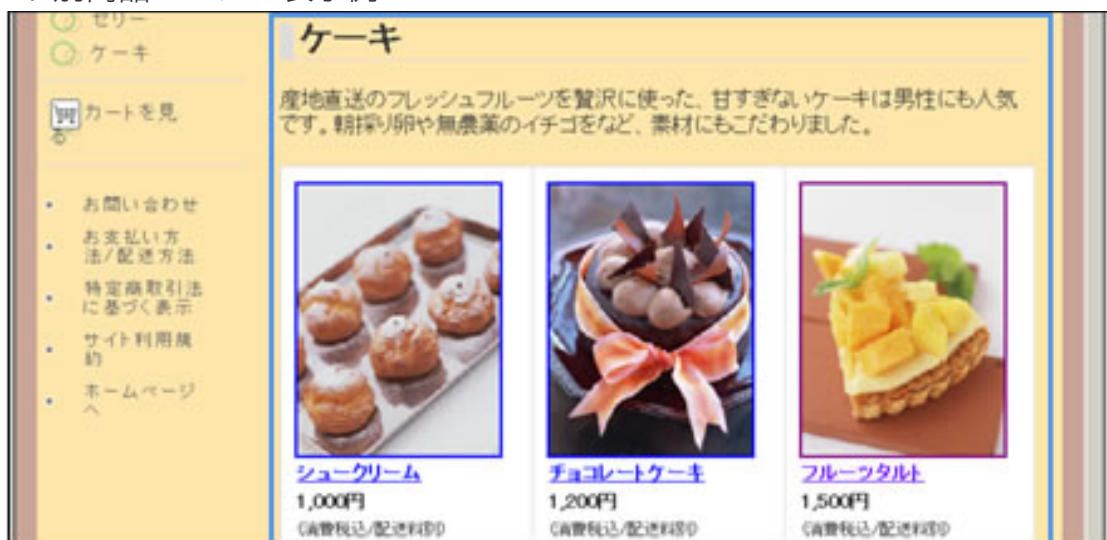 ゼリー
ケーキ
カートを見
る
お問い合わせ
お支払い方
法/配送方法
特定商取引法
に基づく表示
サイト利用規
約
ホームページ
へ
ケーキ
産地直送のフレッシュフルーツを贅沢に使った、甘すぎないケーキは男性にも人気
です。朝採り卵や無農薬のイチゴをなど、素材にもこだわりました。
シュークリーム
1,000円
(消費税込/配送料別)
チョコレートケーキ
1,200円
(消費税込/配送料別)
フルーツタルト
1,500円
(消費税込/配送料別)